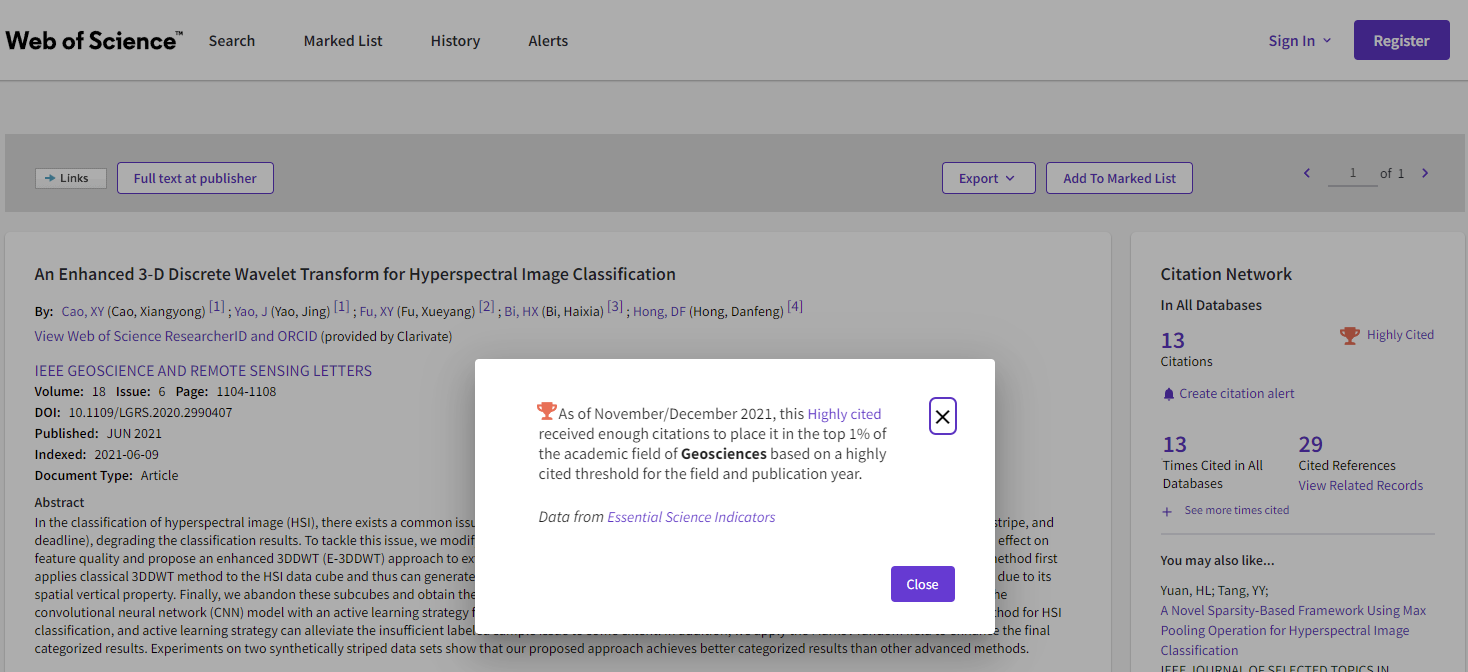 Web of Science™ Search Marked List History Alerts Sign In Register
Links Full text at publisher Export Add To Marked List 1 of 1
An Enhanced 3-D Discrete Wavelet Transform for Hyperspectral Image Classification
By: Cao, XY (Cao, Xiangyong) [1] ; Yao, J (Yao, Jing) [1] ; Fu, XY (Fu, Xueyang) [2] ; Bi, HX (Bi, Haixia) [3] ; Hong, DF (Hong, Danfeng) [4]
View Web of Science ResearcherID and ORCID (provided by Clarivate)
IEEE GEOSCIENCE AND REMOTE SENSING LETTERS
Volume: 18 Issue: 6 Page: 1104-1108
DOI: 10.1109/LGRS.2020.2990407
Published: JUN 2021
Indexed: 2021-06-09
Document Type: Article
Abstract
In the classification of hyperspectral image (HSI), there exists a common issu stripe, and
deadline), degrading the classification results. To tackle this issue, we modif effect on
feature quality and propose an enhanced 3DDWT (E-3DDWT) approach to ex ethod first
applies classical 3DDWT method to the HSI data cube and thus can generate due to its
spatial vertical property. Finally, we abandon these subcubes and obtain the he
convolutional neural network (CNN) model with an active learning strategy f thod for HSI
classification, and active learning strategy can alleviate the insufficient labeled the final
categorized results. Experiments on two synthetically striped data sets show that our proposed approach achieves better categorized results than other advanced methods.
As of November/December 2021, this Highly cited
received enough citations to place it in the top 1% of
the academic field of Geosciences based on a highly
cited threshold for the field and publication year.
Data from Essential Science Indicators
Close
Citation Network
In All Databases
13 Highly Cited
Citations
Create citation alert
13 29
Times Cited in All Cited References
Databases View Related Records
+ See more times cited
You may also like...
Yuan, HL; Tang, YY;
A Novel Sparsity-Based Framework Using Max
Pooling Operation for Hyperspectral Image
Classification
IEEE JOURNAL OF SELECTED TOPICS IN